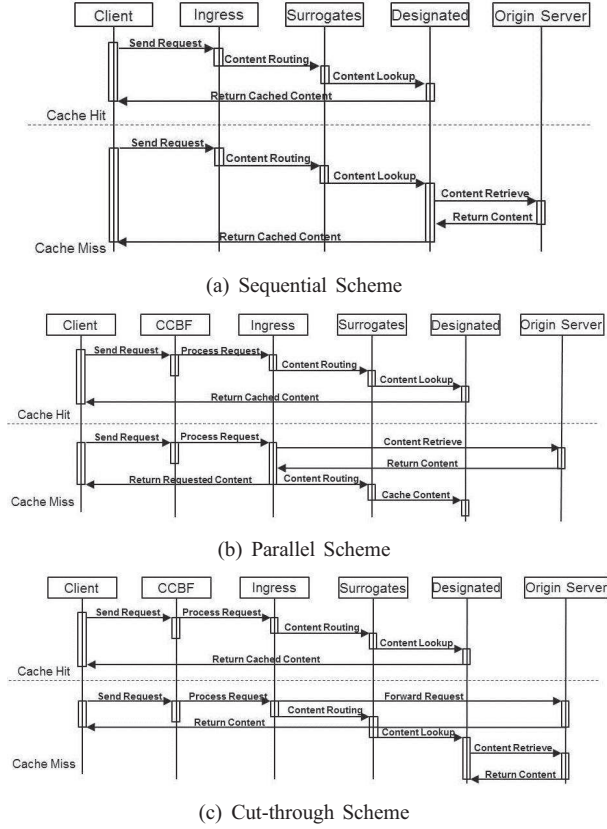 Client Ingress Surrogates Designated Origin Server
Send Request
Content Routing
Content Lookup
Return Cached Content
Cache Hit
Send Request
Content Routing
Content Lookup
Content Retrieve
Return Content
Return Cached Content
Cache Miss
(a) Sequential Scheme
Client CCBF Ingress Surrogates Designated Origin Server
Send Request Process Request
Content Routing
Content Lookup
Return Cached Content
Cache Hit
Send Request Process Request Content Retrieve
Return Content
Return Requested Content Content Routing
Cache Content
Cache Miss
(b) Parallel Scheme
Client CCBF Ingress Surrogates Designated Origin Server
Send Request Process Request
Content Routing
Content Lookup
Return Cached Content
Cache Hit
Send Request Process Request Forward Request
Content Routing
Return Content
Content Lookup
Content Retrieve
Cache Miss
Return Content
(c) Cut-through Scheme